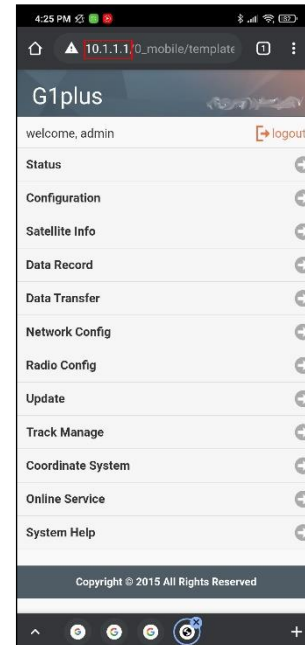 4:25 PM
10.1.1.1/0_mobile/template
1
G1plus
welcome, admin
logout
Status
Configuration
Satellite Info
Data Record
Data Transfer
Network Config
Radio Config
Update
Track Manage
Coordinate System
Online Service
System Help
Copyright © 2015 All Rights Reserved